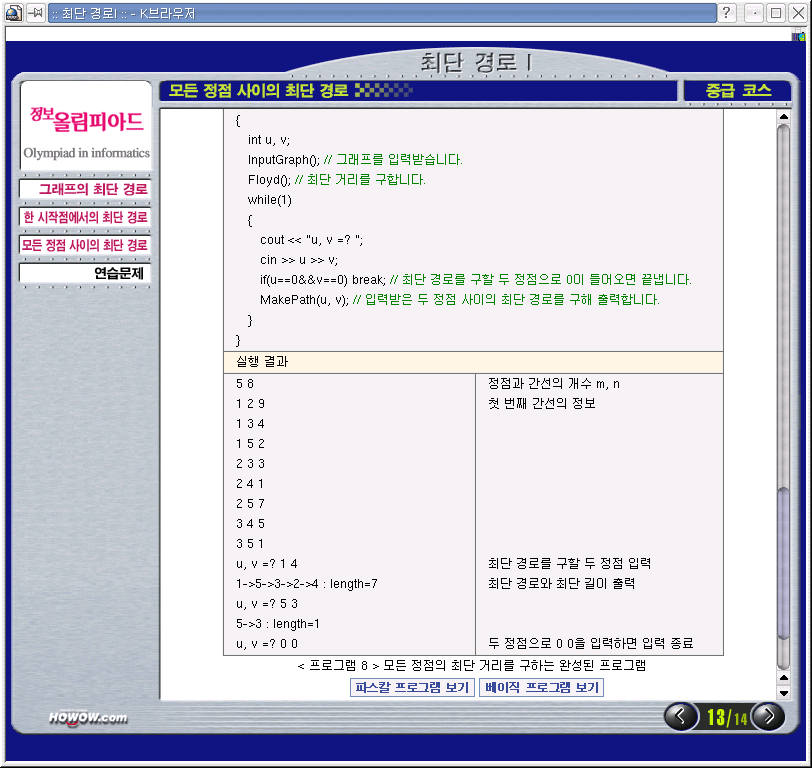 :: 최단 경로I :: - K브라우저
최단 경로 I
모든 정점 사이의 최단 경로
중급 코스
정보올림피아드
Olympiad in informatics
그래프의 최단 경로
한 시작점에서의 최단 경로
모든 정점 사이의 최단 경로
연습문제
{
int u, v;
InputGraph(); // 그래프를 입력받습니다.
Floyd(); // 최단 거리를 구합니다.
while(1)
{
cout << "u, v =? ";
cin >> u >> v;
if(u==0&&v==0) break; // 최단 경로를 구할 두 정점으로 0이 들어오면 끝냅니다.
MakePath(u, v); // 입력받은 두 정점 사이의 최단 경로를 구해 출력합니다.
}
}
실행 결과
5 8 정점과 간선의 개수 m, n
1 2 9 첫 번째 간선의 정보
1 3 4
1 5 2
2 3 3
2 4 1
2 5 7
3 4 5
3 5 1
u, v =? 1 4 최단 경로를 구할 두 정점 입력
1->5->3->2->4 : length=7 최단 경로와 최단 길이 출력
u, v =? 5 3
5->3 : length=1
u, v =? 0 0 두 정점으로 0 0을 입력하면 입력 종료
< 프로그램 8 > 모든 정점의 최단 거리를 구하는 완성된 프로그램
파스칼 프로그램 보기 베이직 프로그램 보기
HOWOW.com
13/14